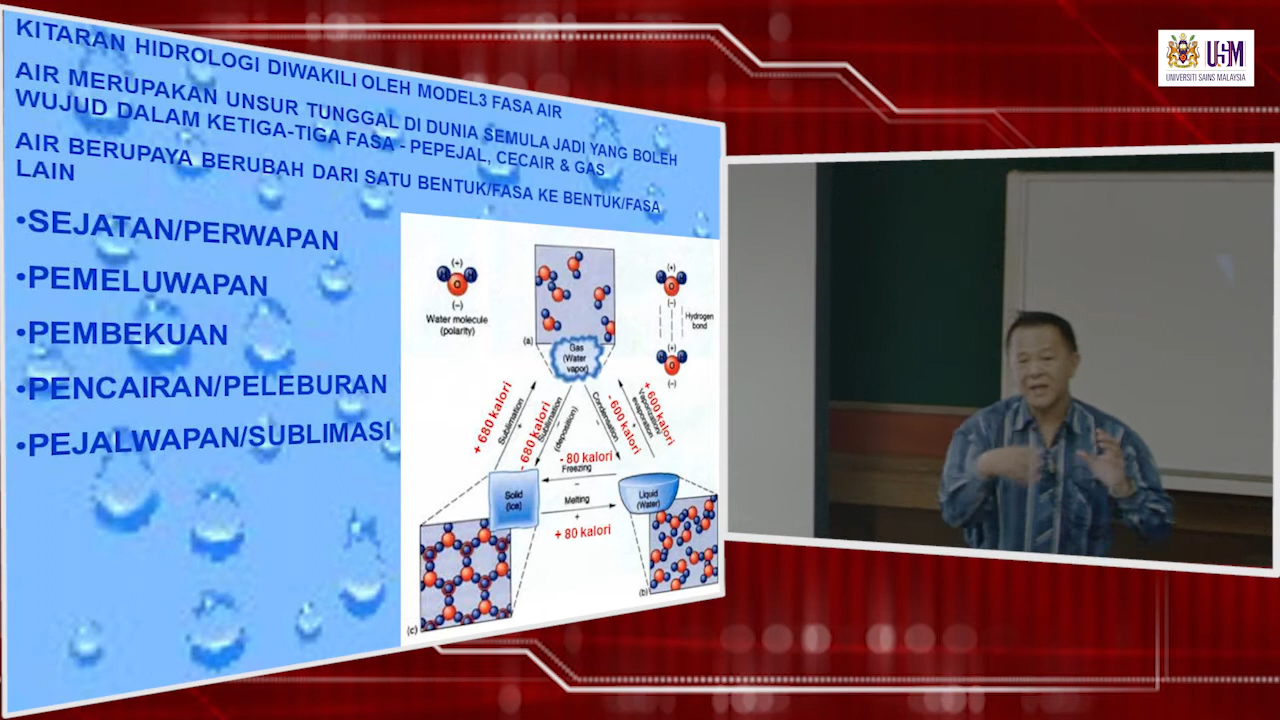 KITARAN HIDROLOGI DIWAKILI OLEH MODEL3 FASA AIR
AIR MERUPAKAN UNSUR TUNGGAL DI DUNIA SEMULA JADI YANG BOLEH
WUJUD DALAM KETIGA-TIGA FASA - PEPEJAL, CECAIR & GAS
AIR BERUPAYA BERUBAH DARI SATU BENTUK/FASA KE BENTUK/FASA
LAIN
•SEJATAN/PERWAPAN
•PEMELUWAPAN
•PEMBEKUAN
•PENCAIRAN/PELEBURAN
•PEJALWAPAN/SUBLIMASI
(+)
H H
O
(–)
Water molecule
(polarity)
(a)
Gas
(Water
vapor)
(+)
H H
O
(–)
Hydrogen
bond
(+)
H H
O
(–)
+ 680 kalori
Sublimation
+
- 680 kalori
Sublimation
(deposition)
–
Condensation
–
- 600 kalori
Vaporization/
evaporation
+
+ 600 kalori
- 80 kalori
Freezing
–
Melting
+
+ 80 kalori
Solid
(Ice)
Liquid
(Water)
(b)
(c)
USM
UNIVERSITI SAINS MALAYSIA